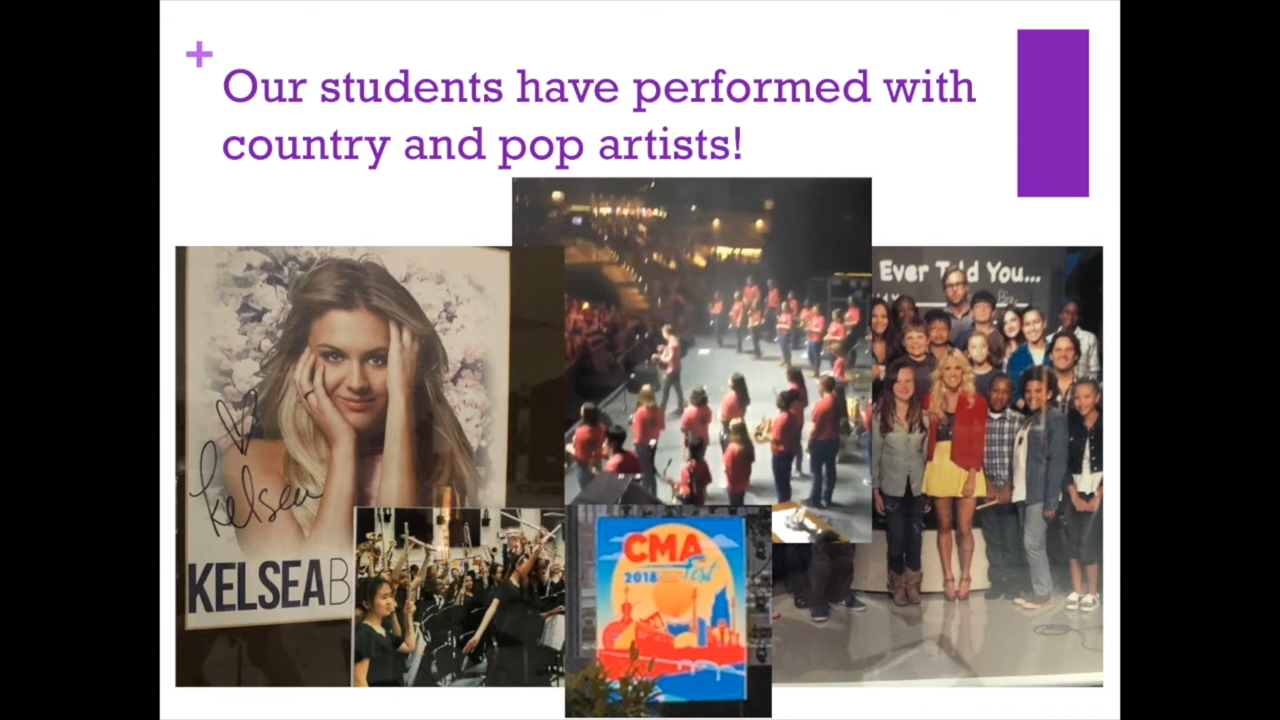 +
Our students have performed with
country and pop artists!
Ever Told You...
Kelsea
KELSEAB
CMA
2018
Fest